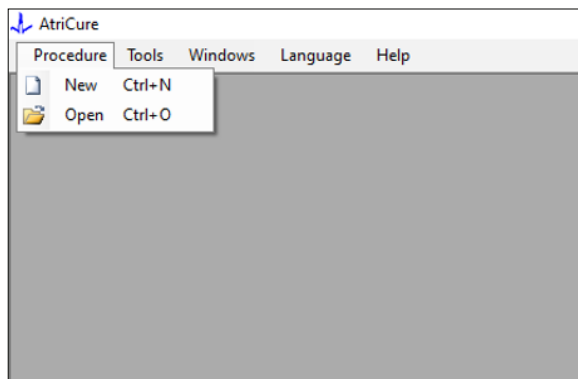 AtriCure
Procedure Tools Windows Language Help
New Ctrl+N
Open Ctrl+O